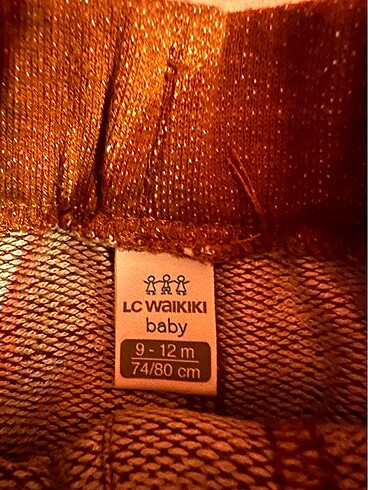 LC WAIKIKI
baby
9 - 12 m
74/80 cm